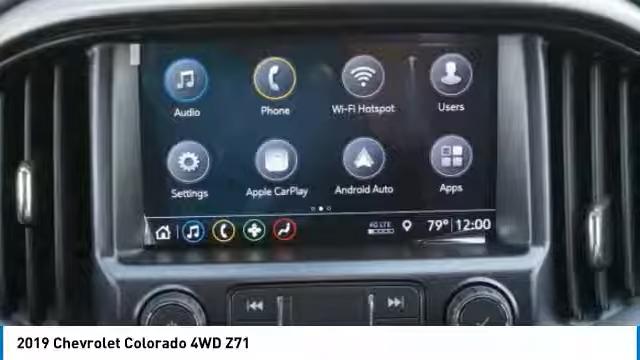 Audio Phone Wi-Fi Hotspot Users
Settings Apple CarPlay Android Auto Apps
4G LTE 79° 12:00
2019 Chevrolet Colorado 4WD Z71